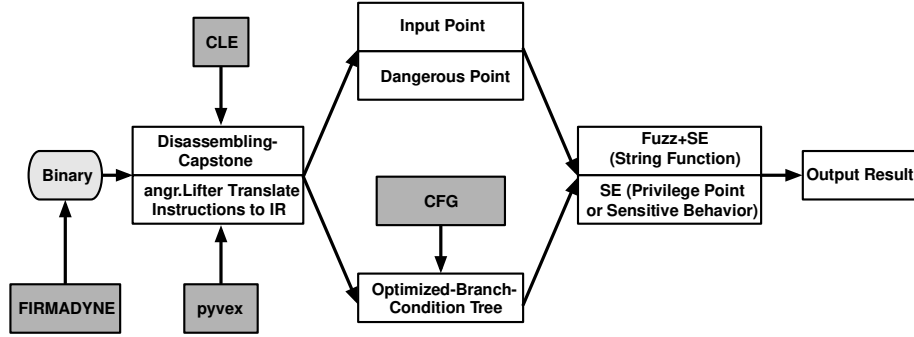 CLE
Input Point
Dangerous Point
Disassembling-
Capstone
angr.Lifter Translate
Instructions to IR
Binary
FIRMADYNE
pyvex
CFG
Optimized-Branch-
Condition Tree
Fuzz+SE
(String Function)
SE (Privilege Point
or Sensitive Behavior)
Output Result